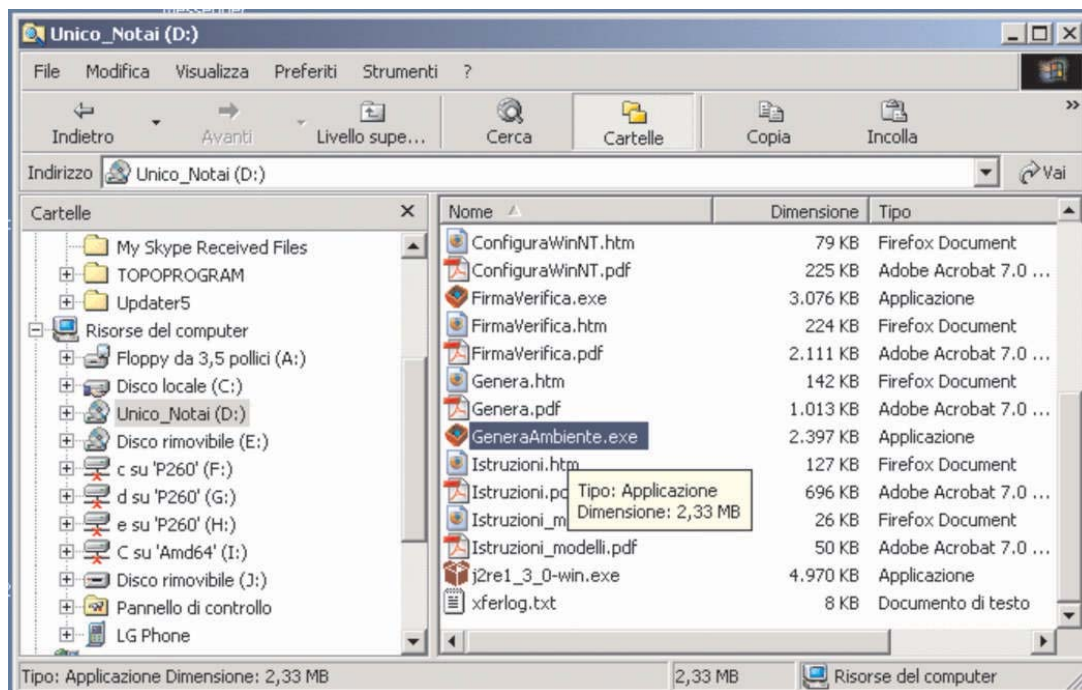 messenger
Unico_Notai (D:)
File Modifica Visualizza Preferiti Strumenti ?
Indietro Avanti Livello supe... Cerca Cartelle Copia Incolla »
Indirizzo Unico_Notai (D:) Vai
Cartelle
My Skype Received Files
TOPOPROGRAM
Updater5
Risorse del computer
Floppy da 3,5 pollici (A:)
Disco locale (C:)
Unico_Notai (D:)
Disco rimovibile (E:)
c su 'P260' (F:)
d su 'P260' (G:)
e su 'P260' (H:)
C su 'Amd64' (I:)
Disco rimovibile (J:)
Pannello di controllo
LG Phone
Nome Dimensione Tipo
ConfiguraWinNT.htm 79 KB Firefox Document
ConfiguraWinNT.pdf 225 KB Adobe Acrobat 7.0 ...
FirmaVerifica.exe 3.076 KB Applicazione
FirmaVerifica.htm 224 KB Firefox Document
FirmaVerifica.pdf 2.111 KB Adobe Acrobat 7.0 ...
Genera.htm 142 KB Firefox Document
Genera.pdf 1.013 KB Adobe Acrobat 7.0 ...
GeneraAmbiente.exe 2.397 KB Applicazione
Istruzioni.htm 127 KB Firefox Document
Istruzioni.pd 696 KB Adobe Acrobat 7.0 ...
Istruzioni_m 26 KB Firefox Document
Istruzioni_modelli.pdf 50 KB Adobe Acrobat 7.0 ...
j2re1_3_0-win.exe 4.970 KB Applicazione
xferlog.txt 8 KB Documento di testo
Tipo: Applicazione
Dimensione: 2,33 MB
Tipo: Applicazione Dimensione: 2,33 MB 2,33 MB Risorse del computer